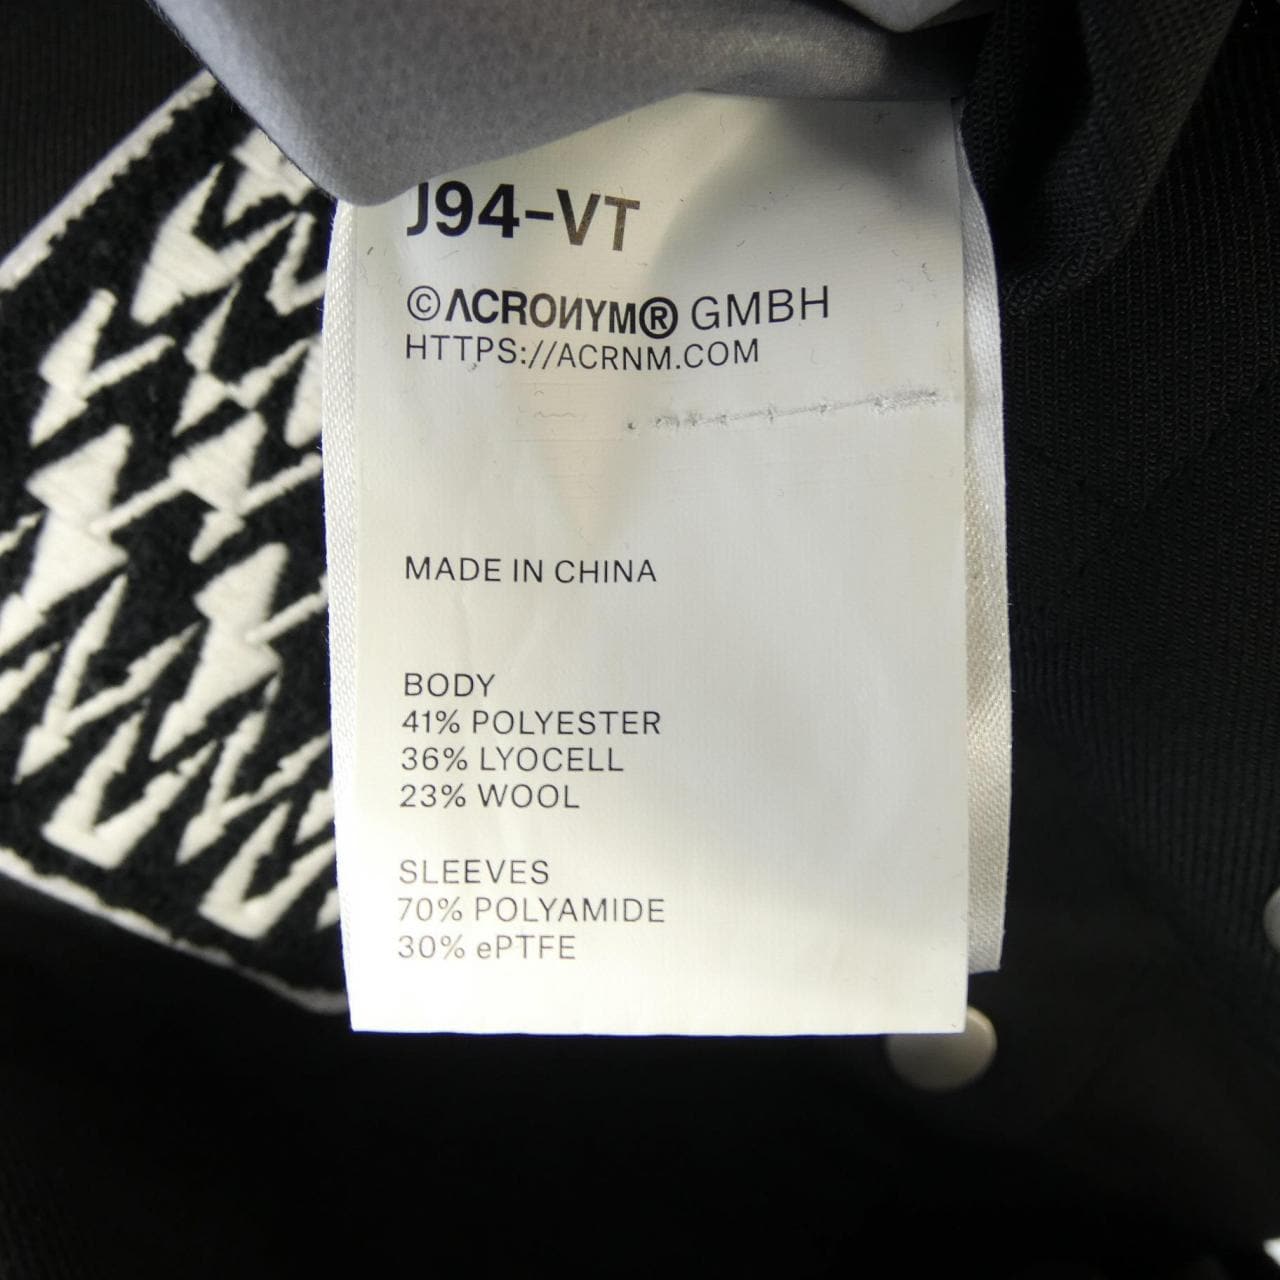 J94-VT
©ΛCROИYM® GMBH
HTTPS://ACRNM.COM
MADE IN CHINA
BODY
41% POLYESTER
36% LYOCELL
23% WOOL
SLEEVES
70% POLYAMIDE
30% ePTFE